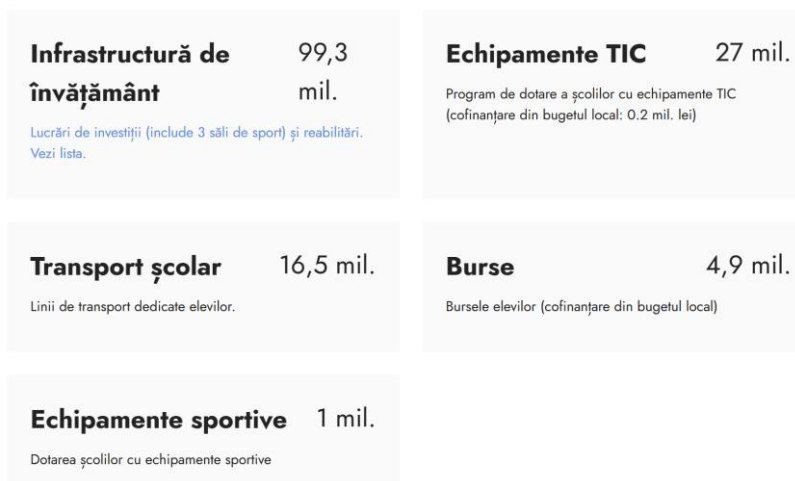 Infrastructură de
învățământ
99,3
mil.
Lucrări de investiții (include 3 săli de sport) și reabilitări.
Vezi lista.
Echipamente TIC
27 mil.
Program de dotare a școlilor cu echipamente TIC
(cofinanțare din bugetul local: 0.2 mil. lei)
Transport școlar
16,5 mil.
Linii de transport dedicate elevilor.
Burse
4,9 mil.
Bursele elevilor (cofinanțare din bugetul local)
Echipamente sportive
1 mil.
Dotarea școlilor cu echipamente sportive